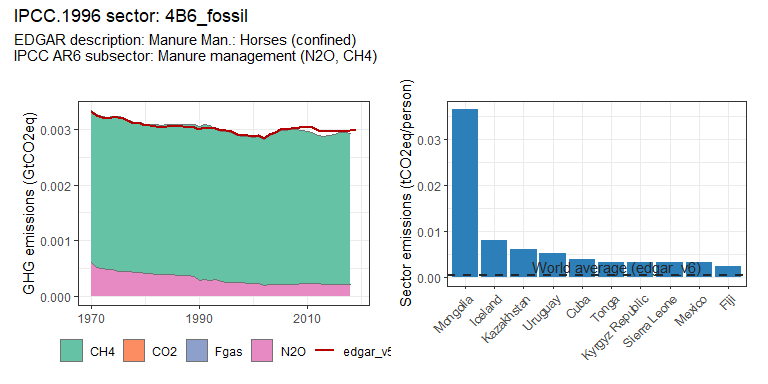 IPCC.1996 sector: 4B6_fossil
EDGAR description: Manure Man.: Horses (confined)
IPCC AR6 subsector: Manure management (N2O, CH4)
GHG emissions (GtCO2eq)
0.003
0.002
0.001
0.000
1970
1990
2010
CH4
CO2
Fgas
N2O
edgar_v5
Sector emissions (tCO2eq/person)
0.03
0.02
0.01
0.00
World average (edgar_v6)
Mongolia
Iceland
Kazakhstan
Uruguay
Cuba
Tonga
Kyrgyz Republic
Sierra Leone
Mexico
Fiji